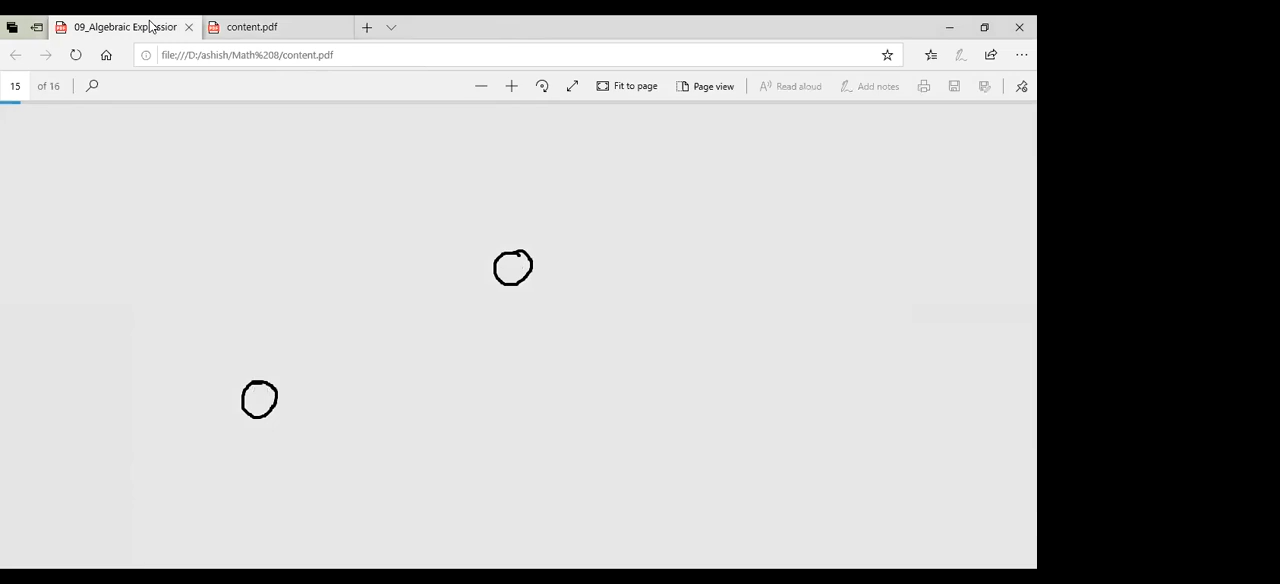 09_Algebraic Expression
content.pdf
file:///D:/ashish/Math%208/content.pdf
15 of 16
Fit to page
Page view
Read aloud
Add notes